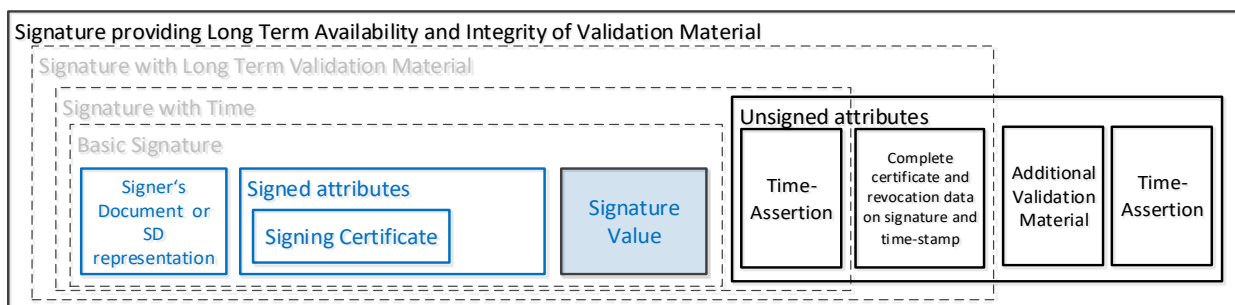 Signature providing Long Term Availability and Integrity of Validation Material
Signature with Long Term Validation Material
Signature with Time
Basic Signature
Signer‘s
Document or
SD
representation
Signed attributes
Signing Certificate
Signature
Value
Unsigned attributes
Time-
Assertion
Complete
certificate and
revocation data
on signature and
time-stamp
Additional
Validation
Material
Time-
Assertion